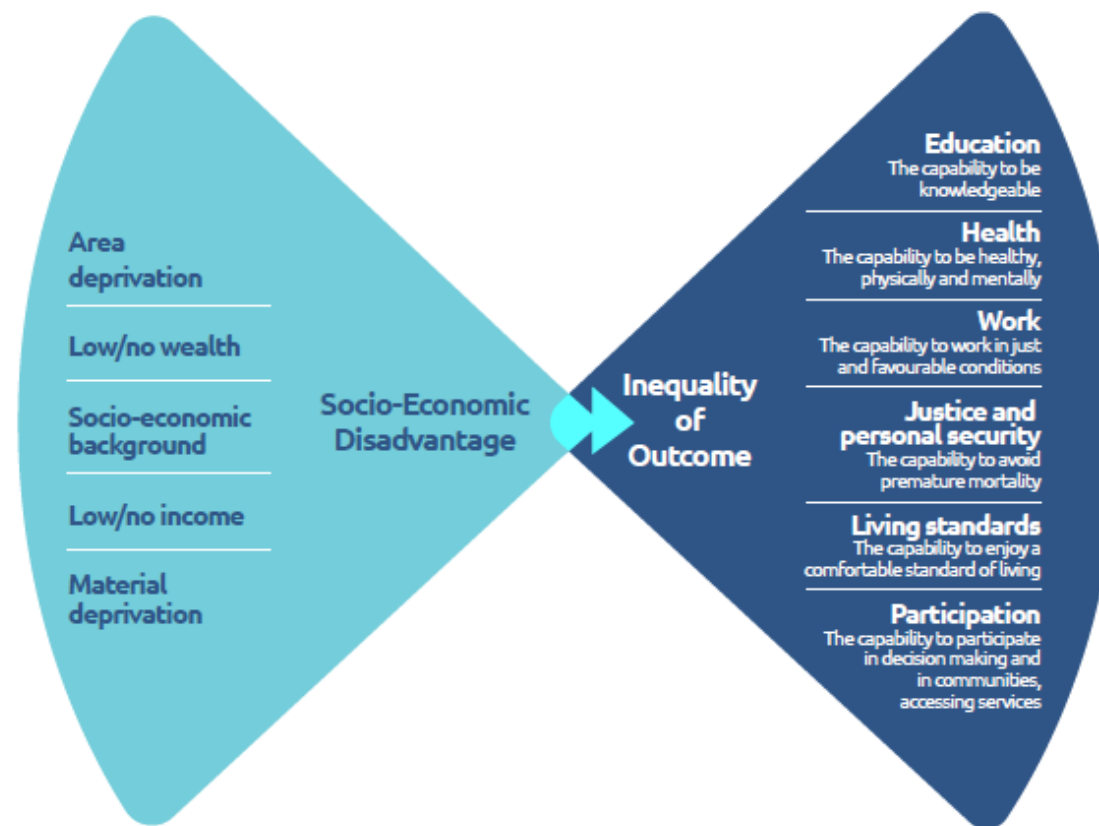 Area
deprivation
Low/no wealth
Socio-economic
background
Low/no income
Material
deprivation
Socio-Economic
Disadvantage
Inequality
of
Outcome
Education
The capability to be
knowledgeable
Health
The capability to be healthy,
physically and mentally
Work
The capability to work in just
and favourable conditions
Justice and
personal security
The capability to avoid
premature mortality
Living standards
The capability to enjoy a
comfortable standard of living
Participation
The capability to participate
in decision making and
in communities,
accessing services